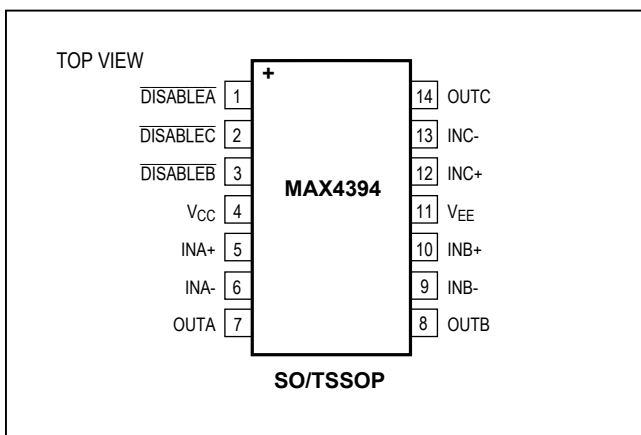 TOP VIEW
+
DISABLEA 1
DISABLEC 2
DISABLEB 3
VCC 4
INA+ 5
INA- 6
OUTA 7
MAX4394
14 OUTC
13 INC-
12 INC+
11 VEE
10 INB+
9 INB-
8 OUTB
SO/TSSOP